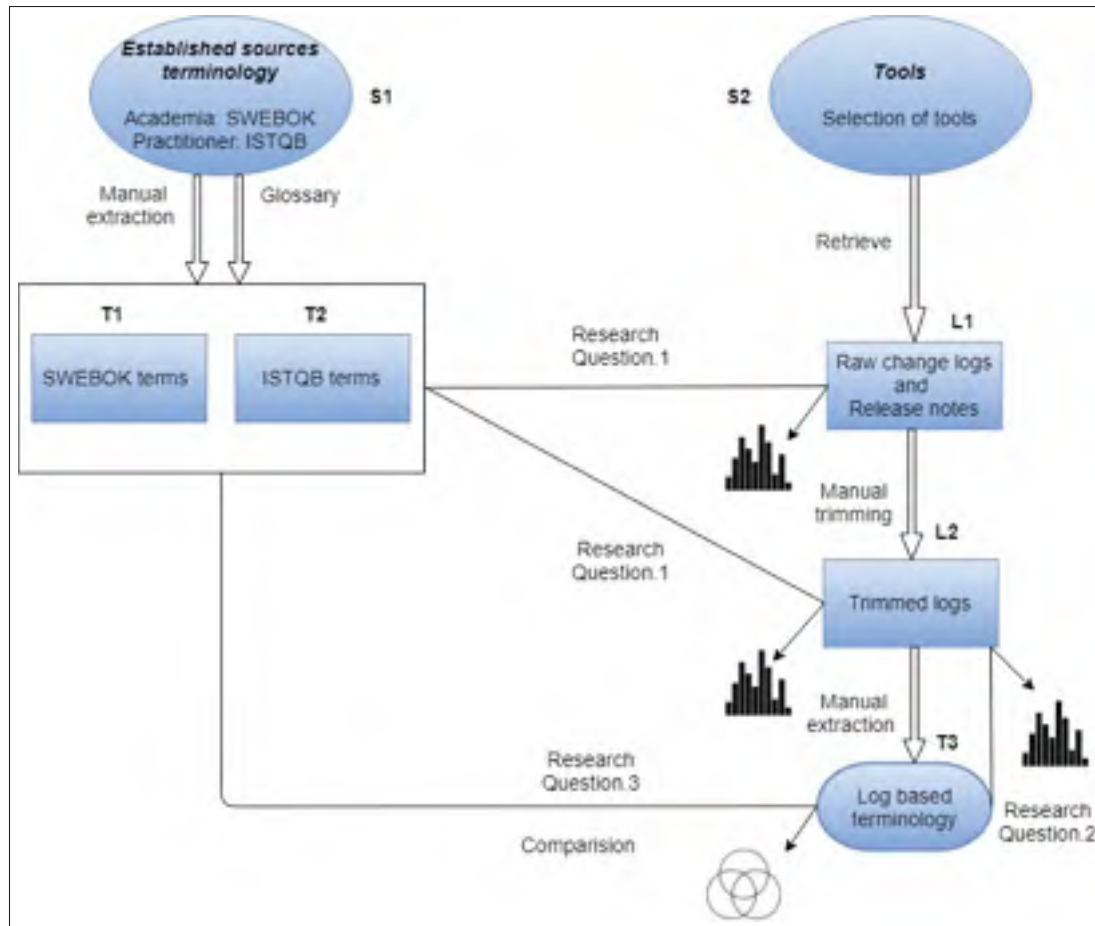 Established sources
terminology
Academia: SWEBOK
Practitioner: ISTQB
S1
S2
Tools
Selection of tools
Manual
extraction
Glossary
Retrieve
T1
T2
SWEBOK terms
ISTQB terms
Research
Question.1
L1
Raw change logs
and
Release notes
Manual
trimming
L2
Research
Question.1
Trimmed logs
Manual
extraction
T3
Research
Question.3
Log based
terminology
Research
Question.2
Comparision